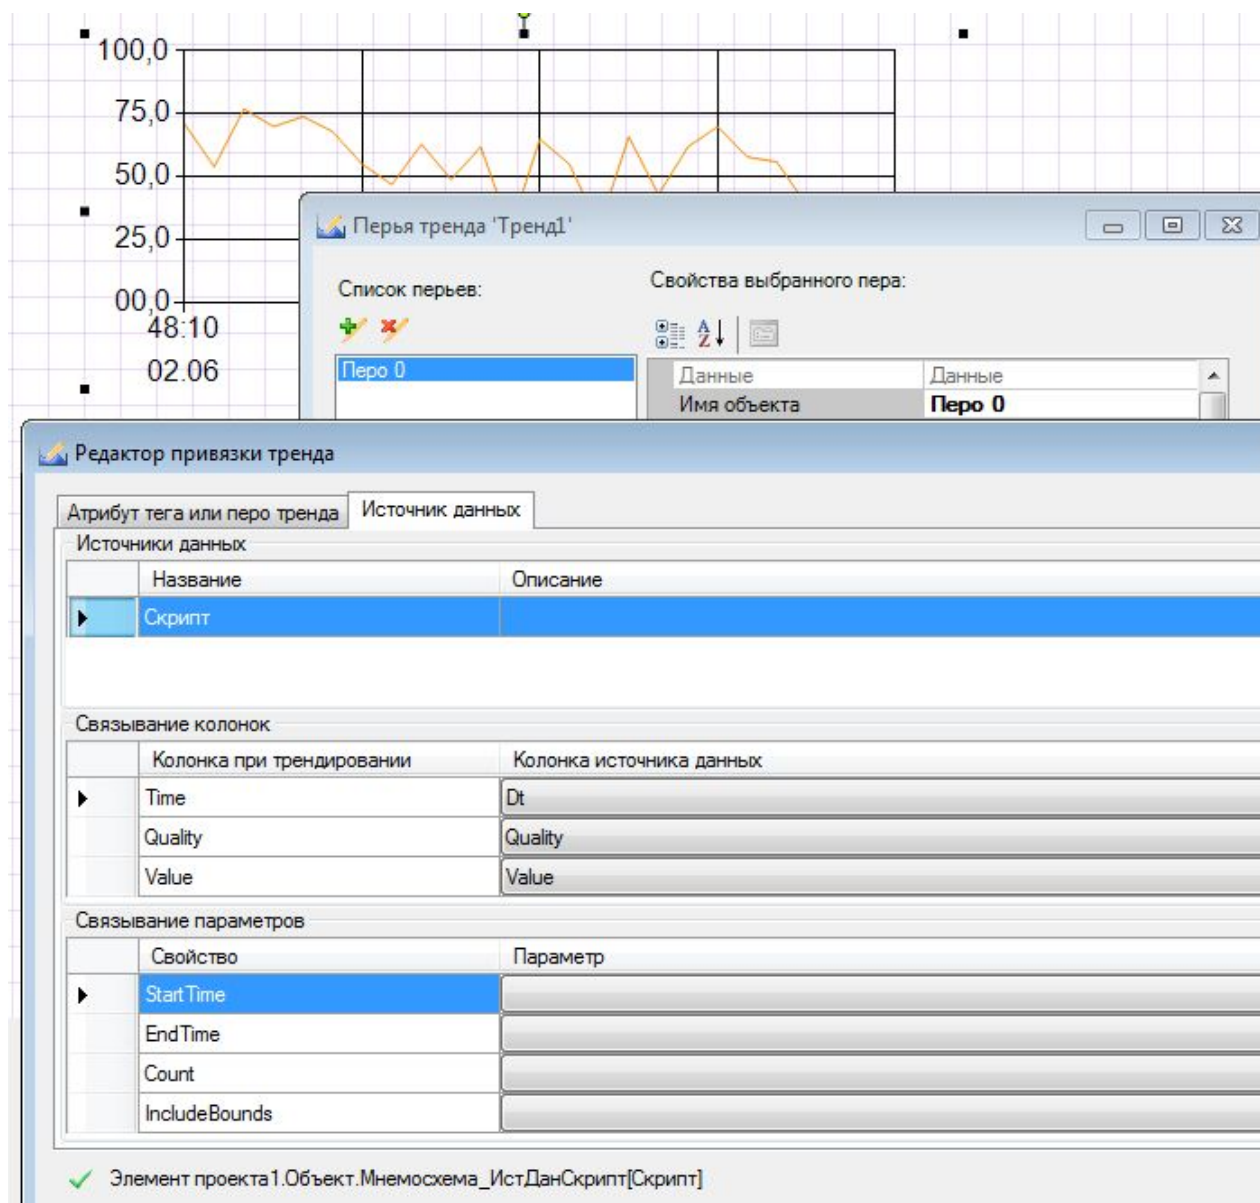 100,0
75,0
50,0
25,0
00,0
48:10
02.06
Перья тренда 'Тренд1'
Список перьев:
Свойства выбранного пера:
Перо 0
Данные Данные
Имя объекта Перо 0
Редактор привязки тренда
Атрибут тега или перо тренда Источник данных
Источники данных
Название Описание
Скрипт
Связывание колонок
Колонка при трендировании Колонка источника данных
Time Dt
Quality Quality
Value Value
Связывание параметров
Свойство Параметр
StartTime
EndTime
Count
IncludeBounds
Элемент проекта1.Объект.Мнемосхема_ИстДанСкрипт[Скрипт]